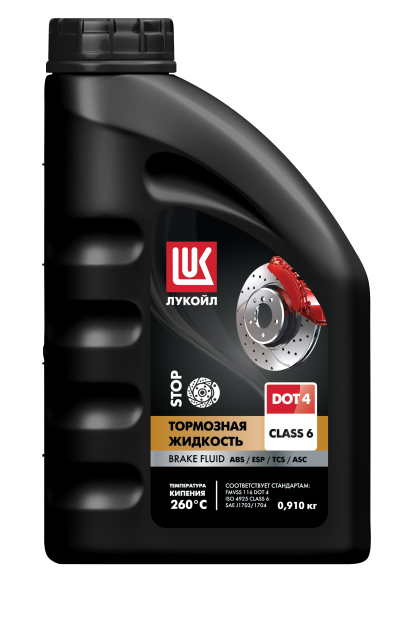 LUK
ЛУКОЙЛ
STOP
DOT 4
CLASS 6
ТОРМОЗНАЯ
ЖИДКОСТЬ
BRAKE FLUID ABS / ESP / TCS / ASC
ТЕМПЕРАТУРА
КИПЕНИЯ
260°C
СООТВЕТСТВУЕТ СТАНДАРТАМ:
FMVSS 116 DOT 4
ISO 4925 CLASS 6
SAE J1703/1704
0,910 кг